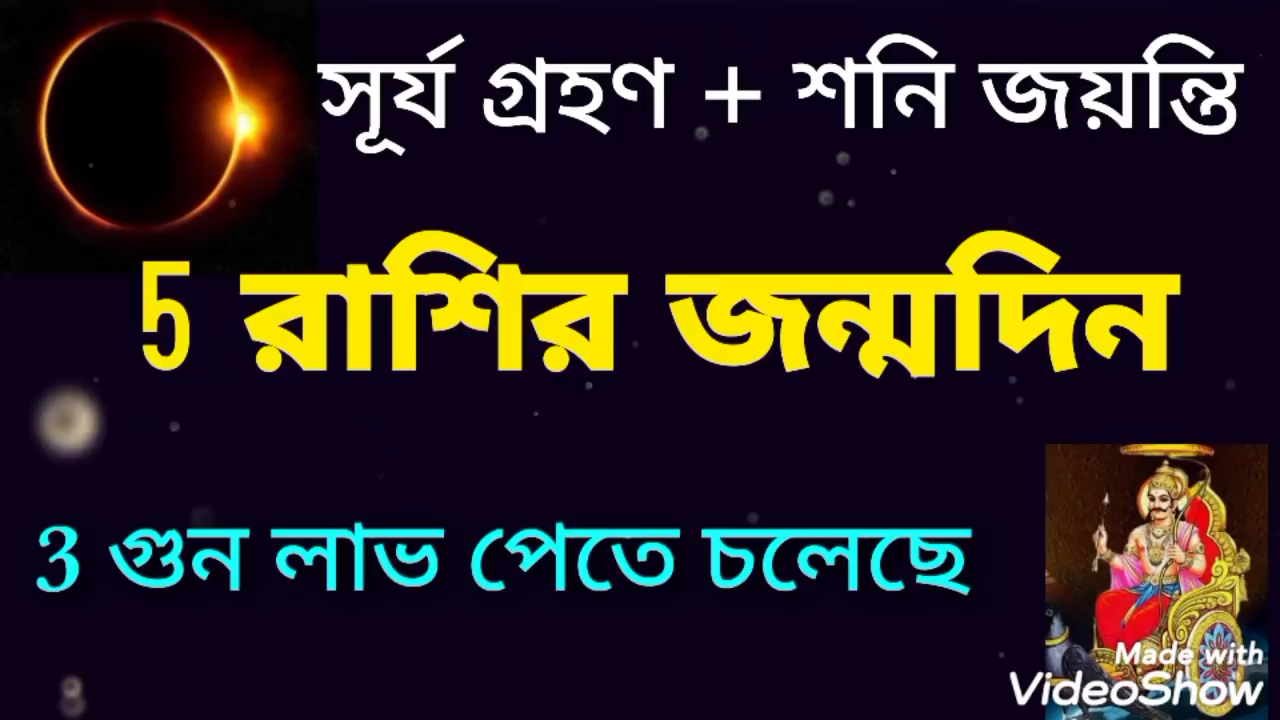 সূর্য গ্রহণ + শনি জয়ন্তি
5 রাশির জন্মদিন
3 গুন লাভ পেতে চলেছে
Made with
VideoShow